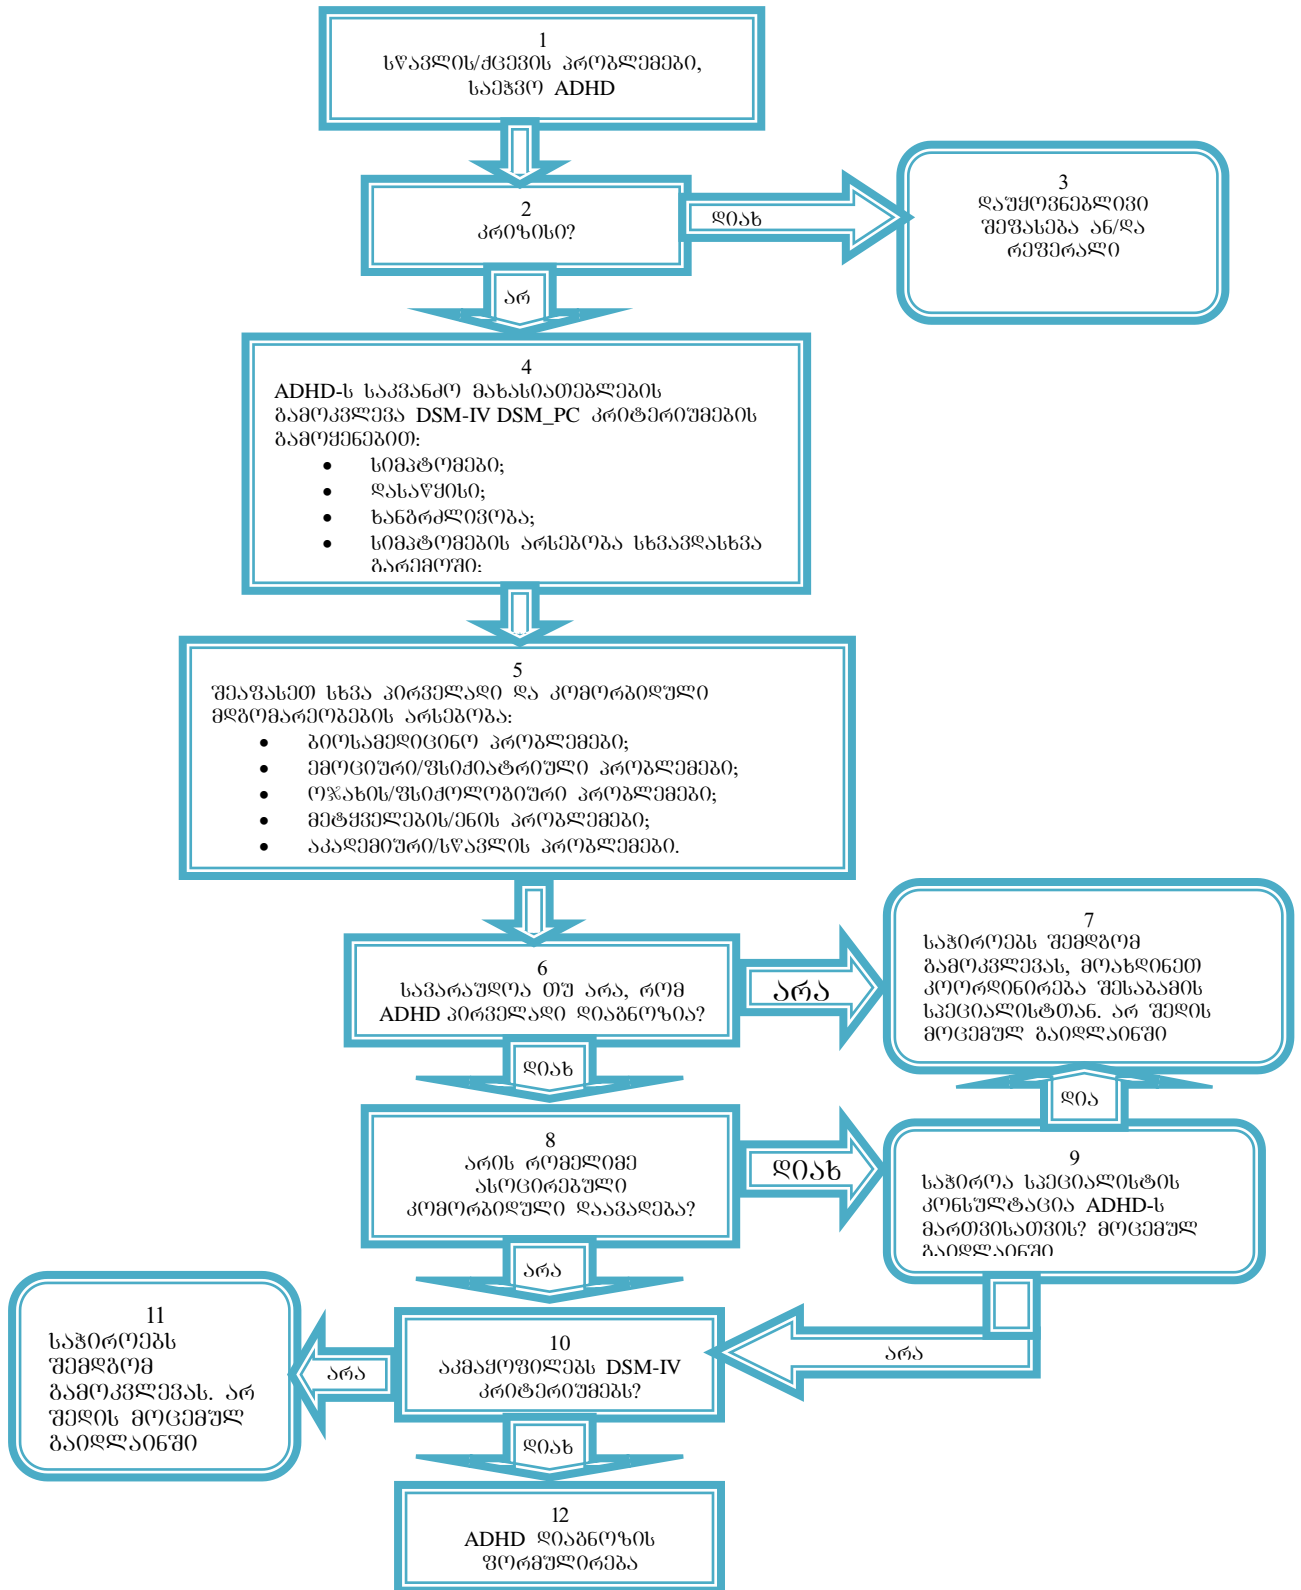 1
სწავლის/ქცევის პრობლემები,
საეჭვო ADHD
2
კრიზისი?
დიახ
3
დაუყოვნებლივი
შეფასება ან/და
რეფერალი
არ
4
ADHD-ს საკვანძო მახასიათებლების
გამოკვლევა DSM-IV DSM_PC კრიტერიუმების
გამოყენებით:
• სიმპტომები;
• დასაწყისი;
• ხანგრძლივობა;
• სიმპტომების არსებობა სხვავდასხვა
გარემოში;
5
შეაფასეთ სხვა პირველადი და კომორბიდული
მდგომარეობების არსებობა:
• ბიოსამედიცინო პრობლემები;
• ემოციური/ფსიქიატრიული პრობლემები;
• ოჯახის/ფსიქოლოგიური პრობლემები;
• მეტყველების/ენის პრობლემები;
• აკადემიური/სწავლის პრობლემები.
6
სავარაუდოა თუ არა, რომ
ADHD პირველადი დიაგნოზია?
არა
7
საჭიროებს შემდგომ
გამოკვლევას, მოახდინეთ
კოორდინირება შესაბამის
სპეციალისტთან. არ შედის
მოცემულ გაიდლაინში
დიახ
დია
8
არის რომელიმე
ასოცირებული
კომორბიდული დაავადება?
დიახ
9
საჭიროა სპეციალისტის
კონსულტაცია ADHD-ს
მართვისათვის? მოცემულ
გაიდლაინში
არა
11
საჭიროებს
შემდგომ
გამოკვლევას. არ
შედის მოცემულ
გაიდლაინში
არა
10
აკმაყოფილებს DSM-IV
კრიტერიუმებს?
არა
დიახ
12
ADHD დიაგნოზის
ფორმულირება